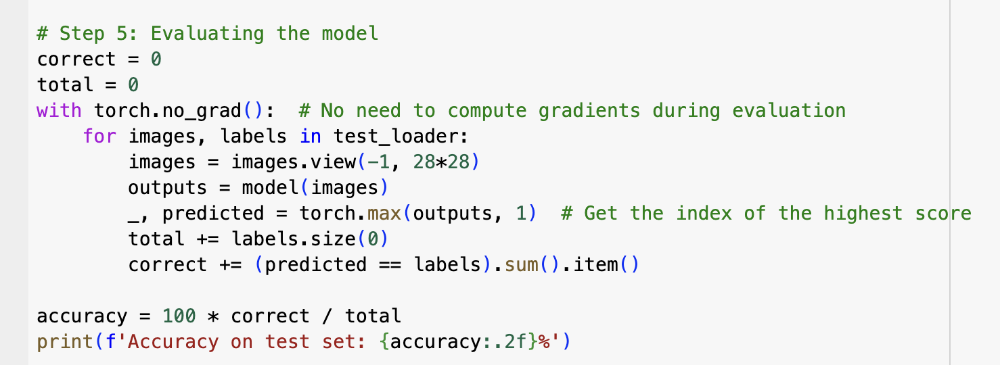 # Step 5: Evaluating the model
correct = 0
total = 0
with torch.no_grad():  # No need to compute gradients during evaluation
    for images, labels in test_loader:
        images = images.view(-1, 28*28)
        outputs = model(images)
        _, predicted = torch.max(outputs, 1)  # Get the index of the highest score
        total += labels.size(0)
        correct += (predicted == labels).sum().item()

accuracy = 100 * correct / total
print(f'Accuracy on test set: {accuracy:.2f}%')